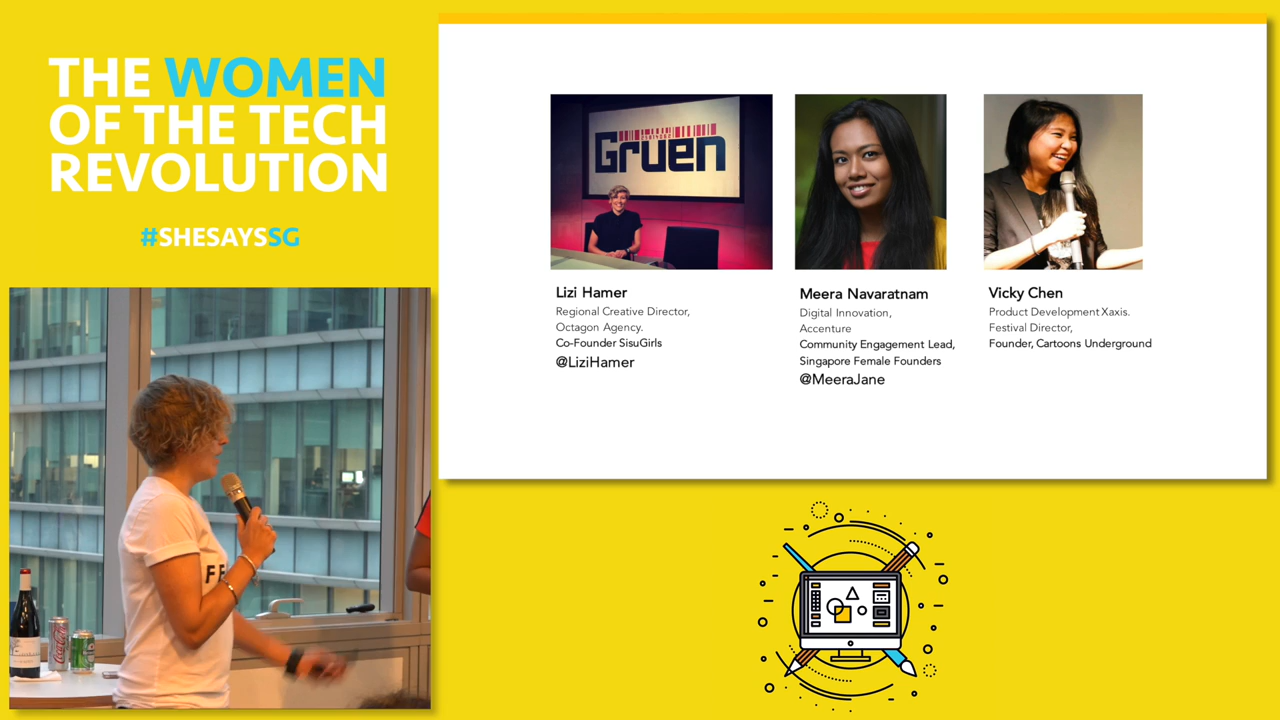 THE WOMEN
OF THE TECH
REVOLUTION
#SHESAYSSG
Gruen
Lizi Hamer
Regional Creative Director,
Octagon Agency.
Co-Founder SisuGirls
@LiziHamer
Meera Navaratnam
Digital Innovation,
Accenture
Community Engagement Lead,
Singapore Female Founders
@MeeraJane
Vicky Chen
Product Development Xaxis.
Festival Director,
Founder, Cartoons Underground